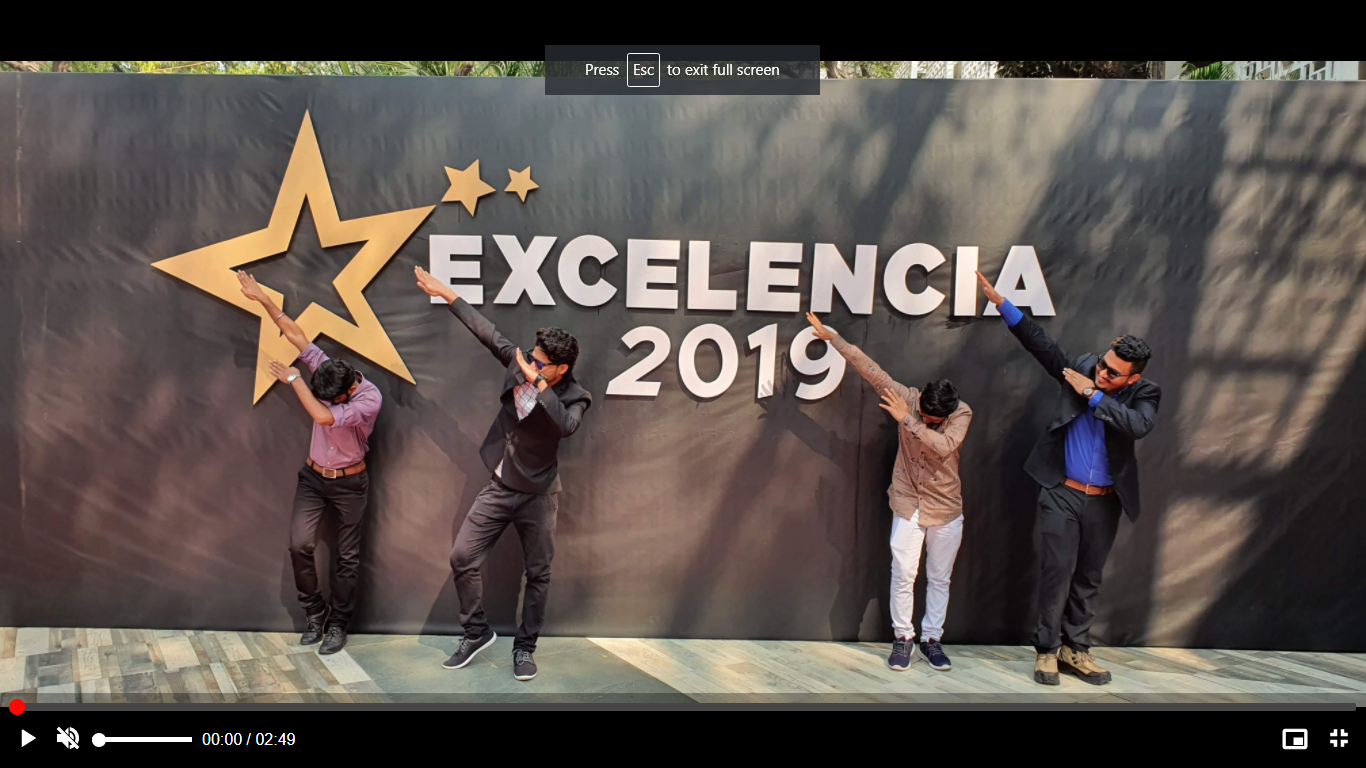 Press Esc to exit full screen
EXCELENCIA
2019
00:00 / 02:49